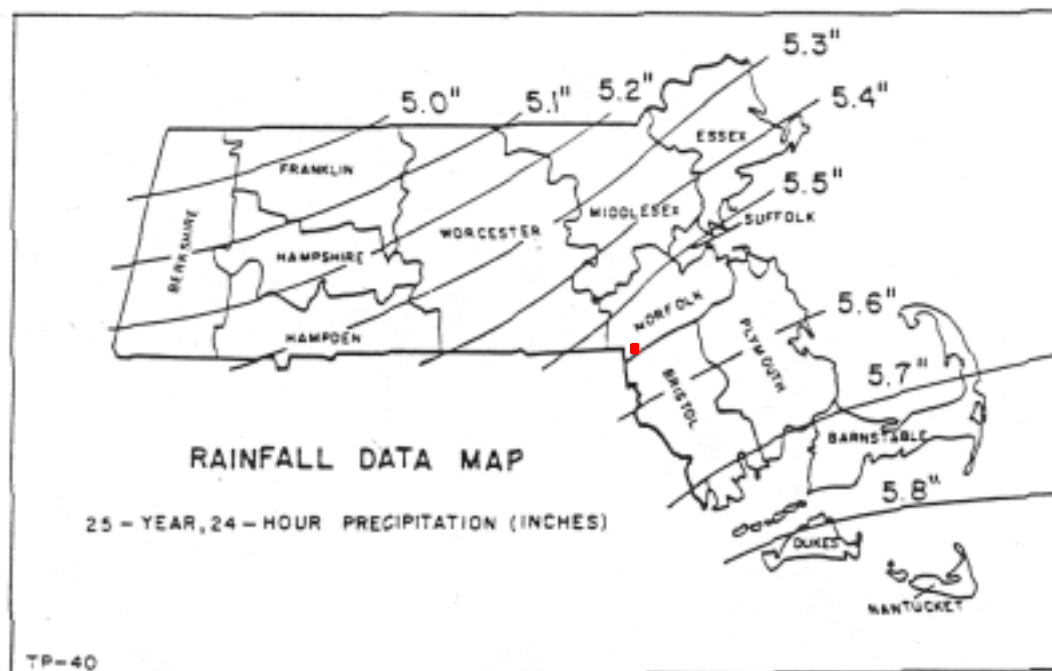 5.3"
5.0"
5.1"
5.2"
5.4"
ESSEX
FRANKLIN
5.5"
MIDDLESEX
SUFFOLK
BERKSHIRE
WORCESTER
HAMPSHIRE
NORFOLK
5.6"
PLYMOUTH
HAMPDEN
BRISTOL
5.7"
BARNSTABLE
RAINFALL DATA MAP
5.8"
25-YEAR, 24-HOUR PRECIPITATION (INCHES)
DUKES
NANTUCKET
TP-40